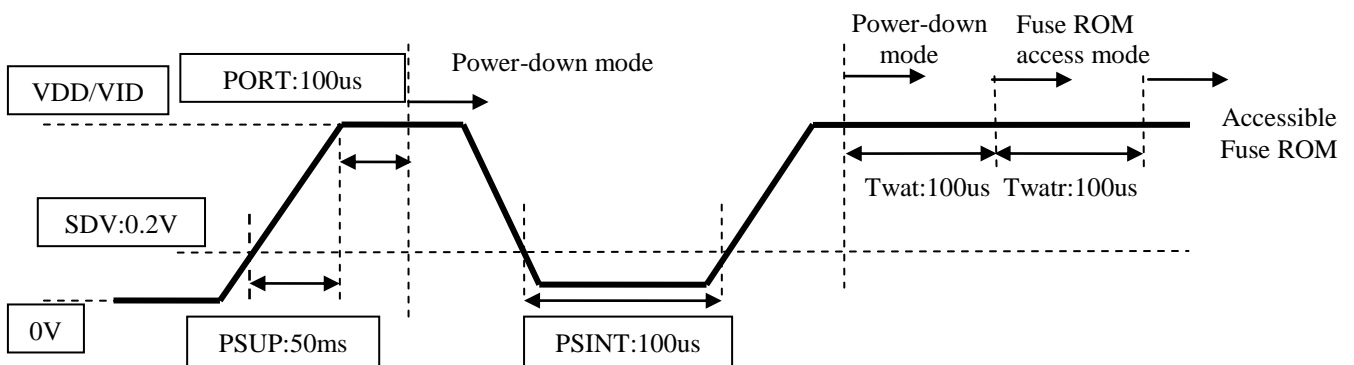 Power-down
mode
Fuse ROM
access mode
VDD/VID
PORT:100us
Power-down mode
Accessible
Fuse ROM
Twat:100us
Twatr:100us
SDV:0.2V
0V
PSUP:50ms
PSINT:100us